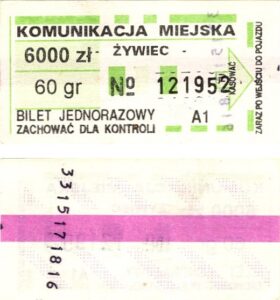 KOMUNIKACJA MIEJSKA
6000 zł - ŻYWIEC -
60 gr № 121952
BILET JEDNORAZOWY A1
ZACHOWAĆ DLA KONTROLI
KASOWAĆ
ZARAZ PO WEJŚCIU DO POJAZDU
3315171816